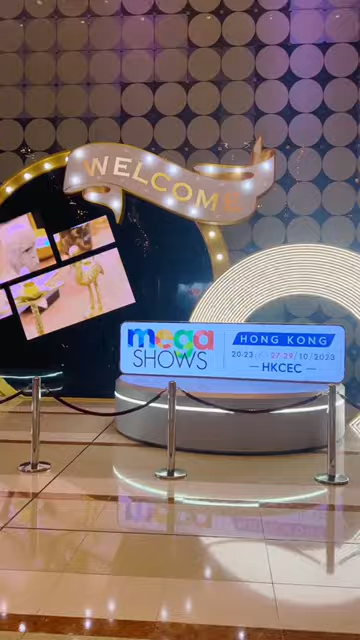 WELCOME
mega
SHOWS
HONG KONG
20-23 / 27-29/10/2023
— HKCEC —